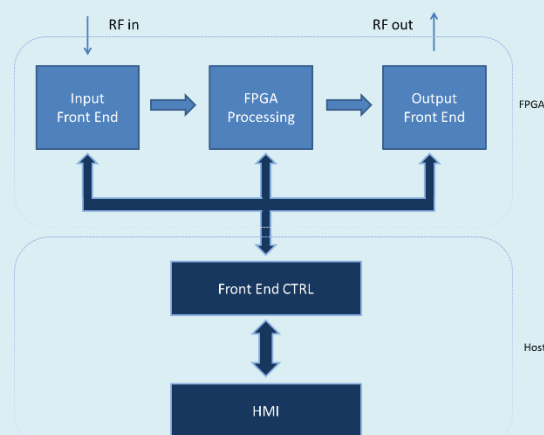 RF in
RF out
Input
Front End
FPGA
Processing
Output
Front End
FPGA
Front End CTRL
Host
HMI